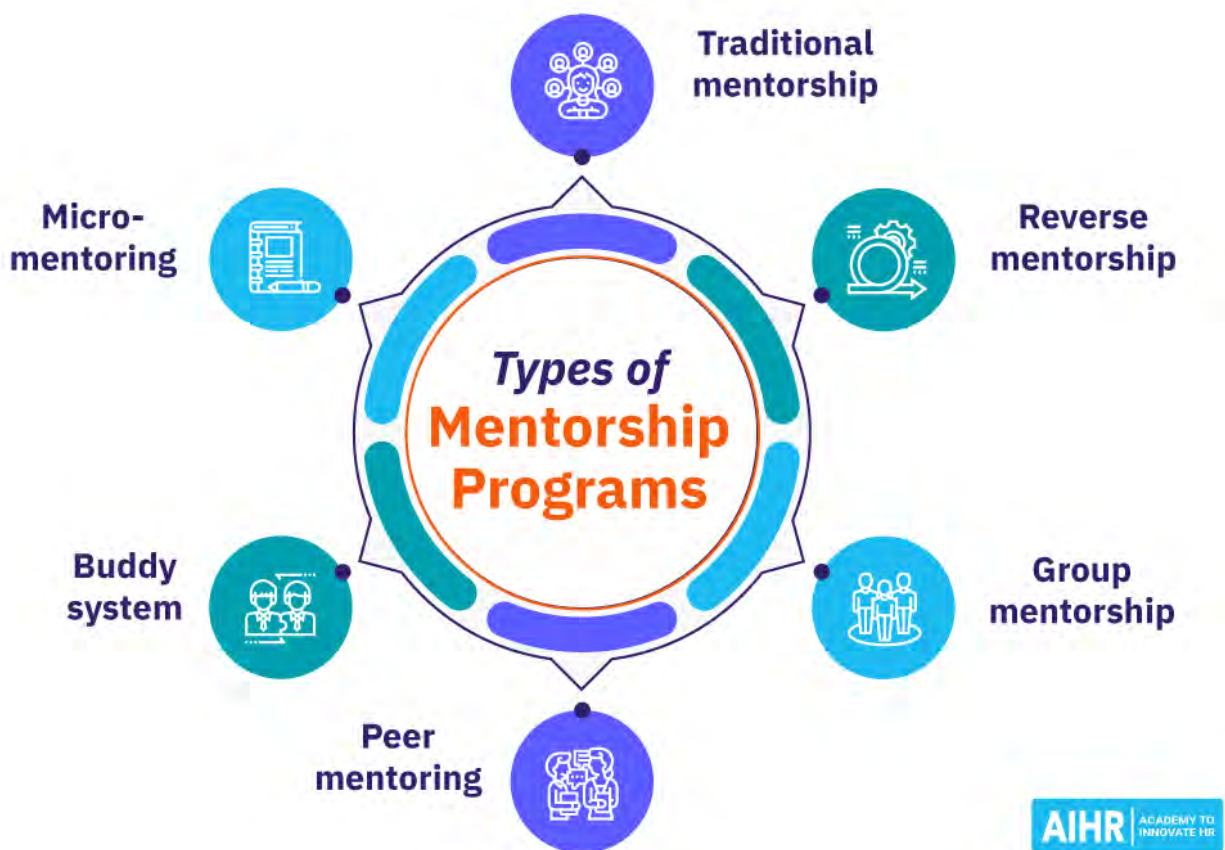 Traditional
mentorship
Micro-
mentoring
Reverse
mentorship
Types of
Mentorship
Programs
Buddy
system
Group
mentorship
Peer
mentoring
AIHR
ACADEMY TO
INNOVATE HR